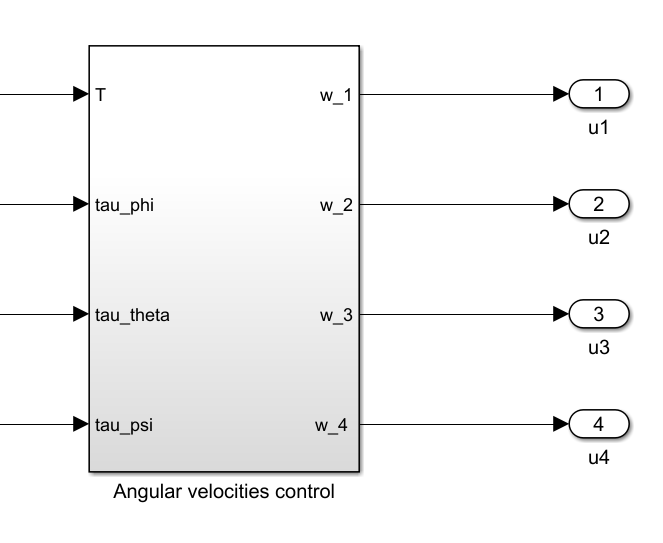 T w_1 1
u1
tau_phi w_2 2
u2
tau_theta w_3 3
u3
tau_psi w_4 4
u4
Angular velocities control